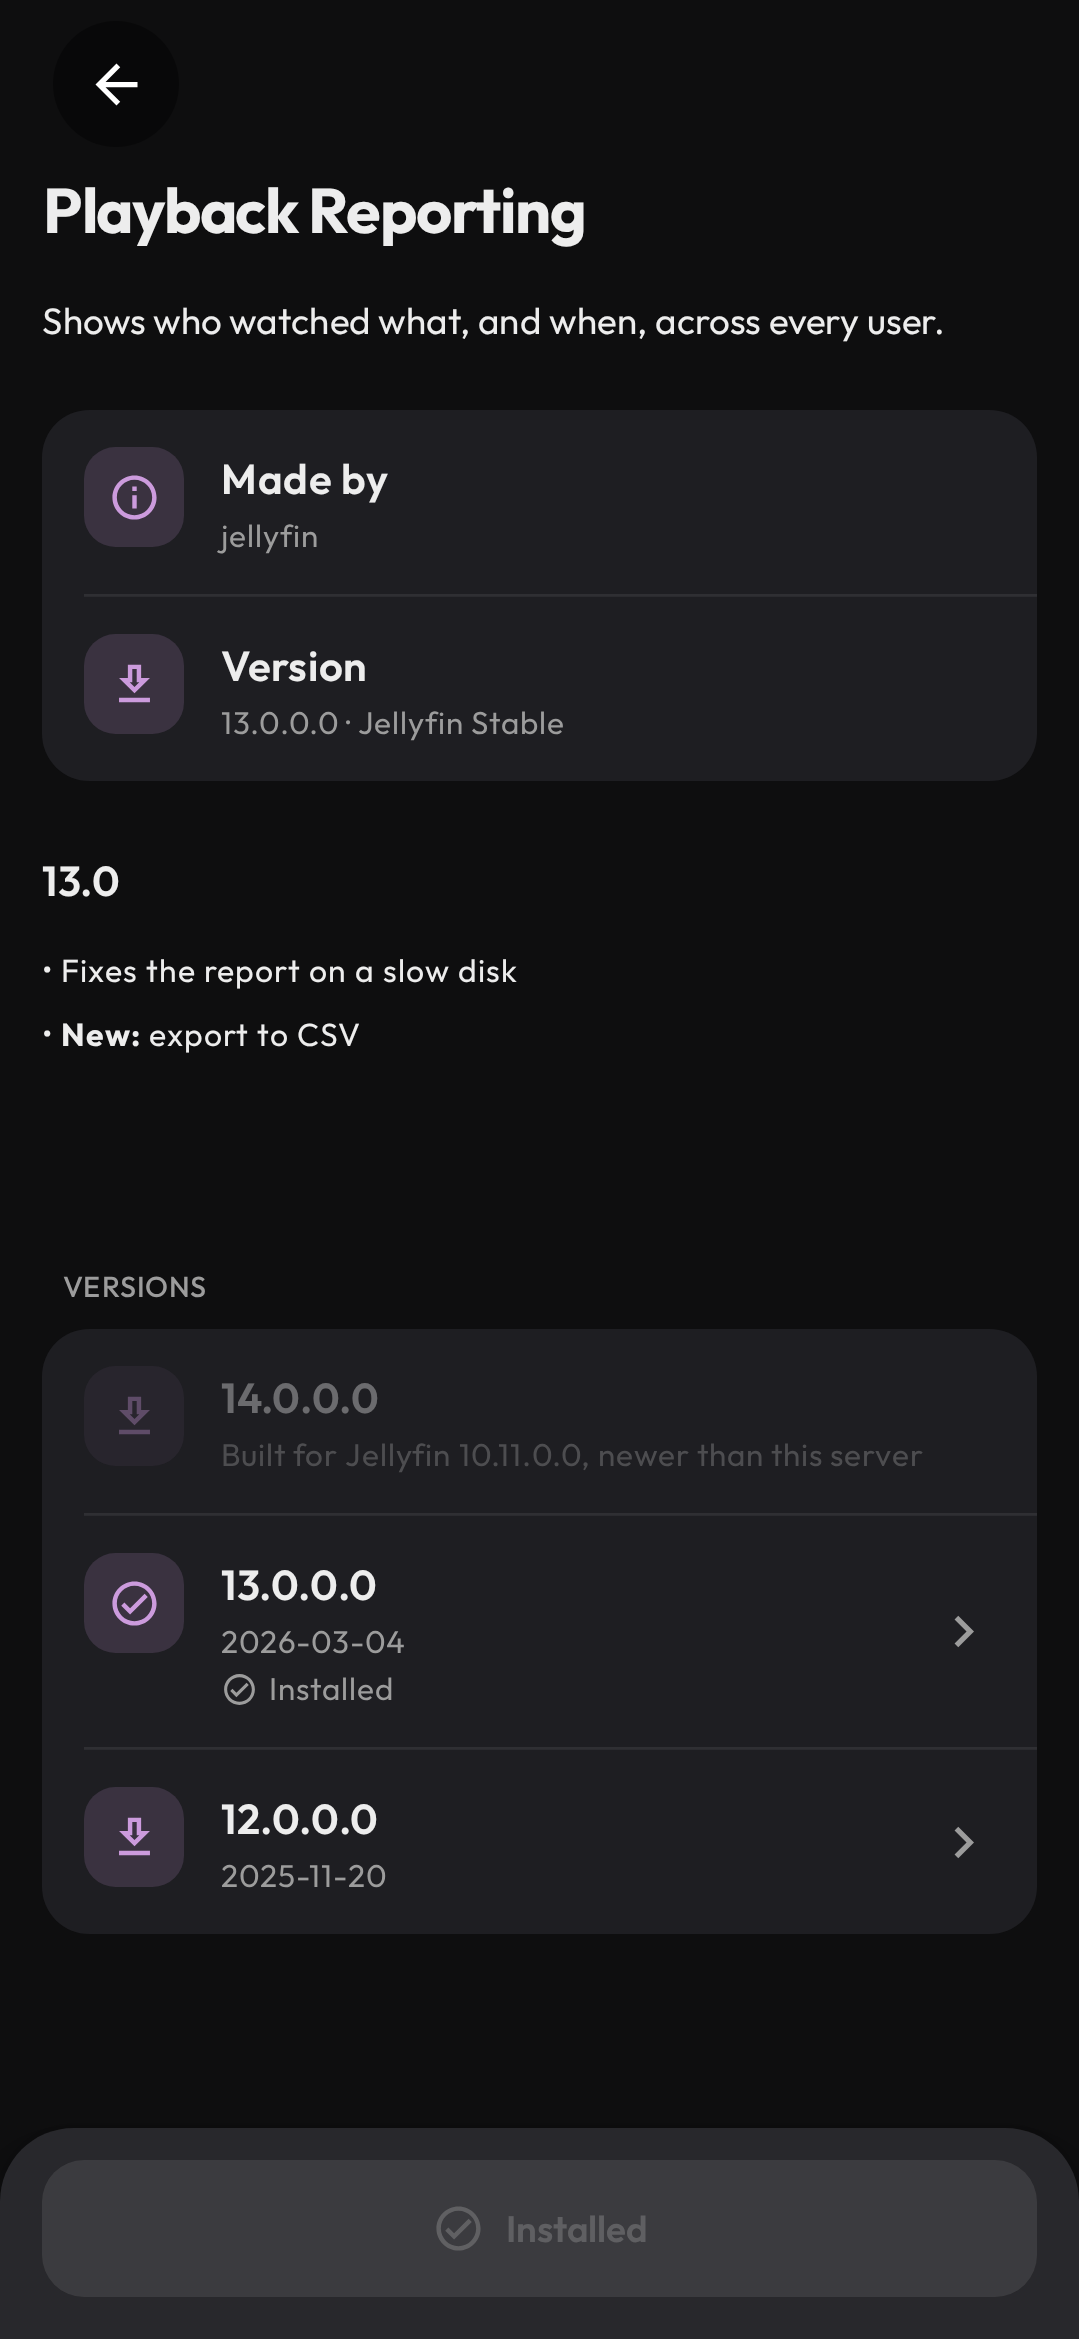 Playback Reporting
Shows who watched what, and when, across every user.
Made by
jellyfin
Version
13.0.0.0 · Jellyfin Stable
13.0
• Fixes the report on a slow disk
• New: export to CSV
VERSIONS
14.0.0.0
Built for Jellyfin 10.11.0.0, newer than this server
13.0.0.0
2026-03-04
Installed
12.0.0.0
2025-11-20
Installed